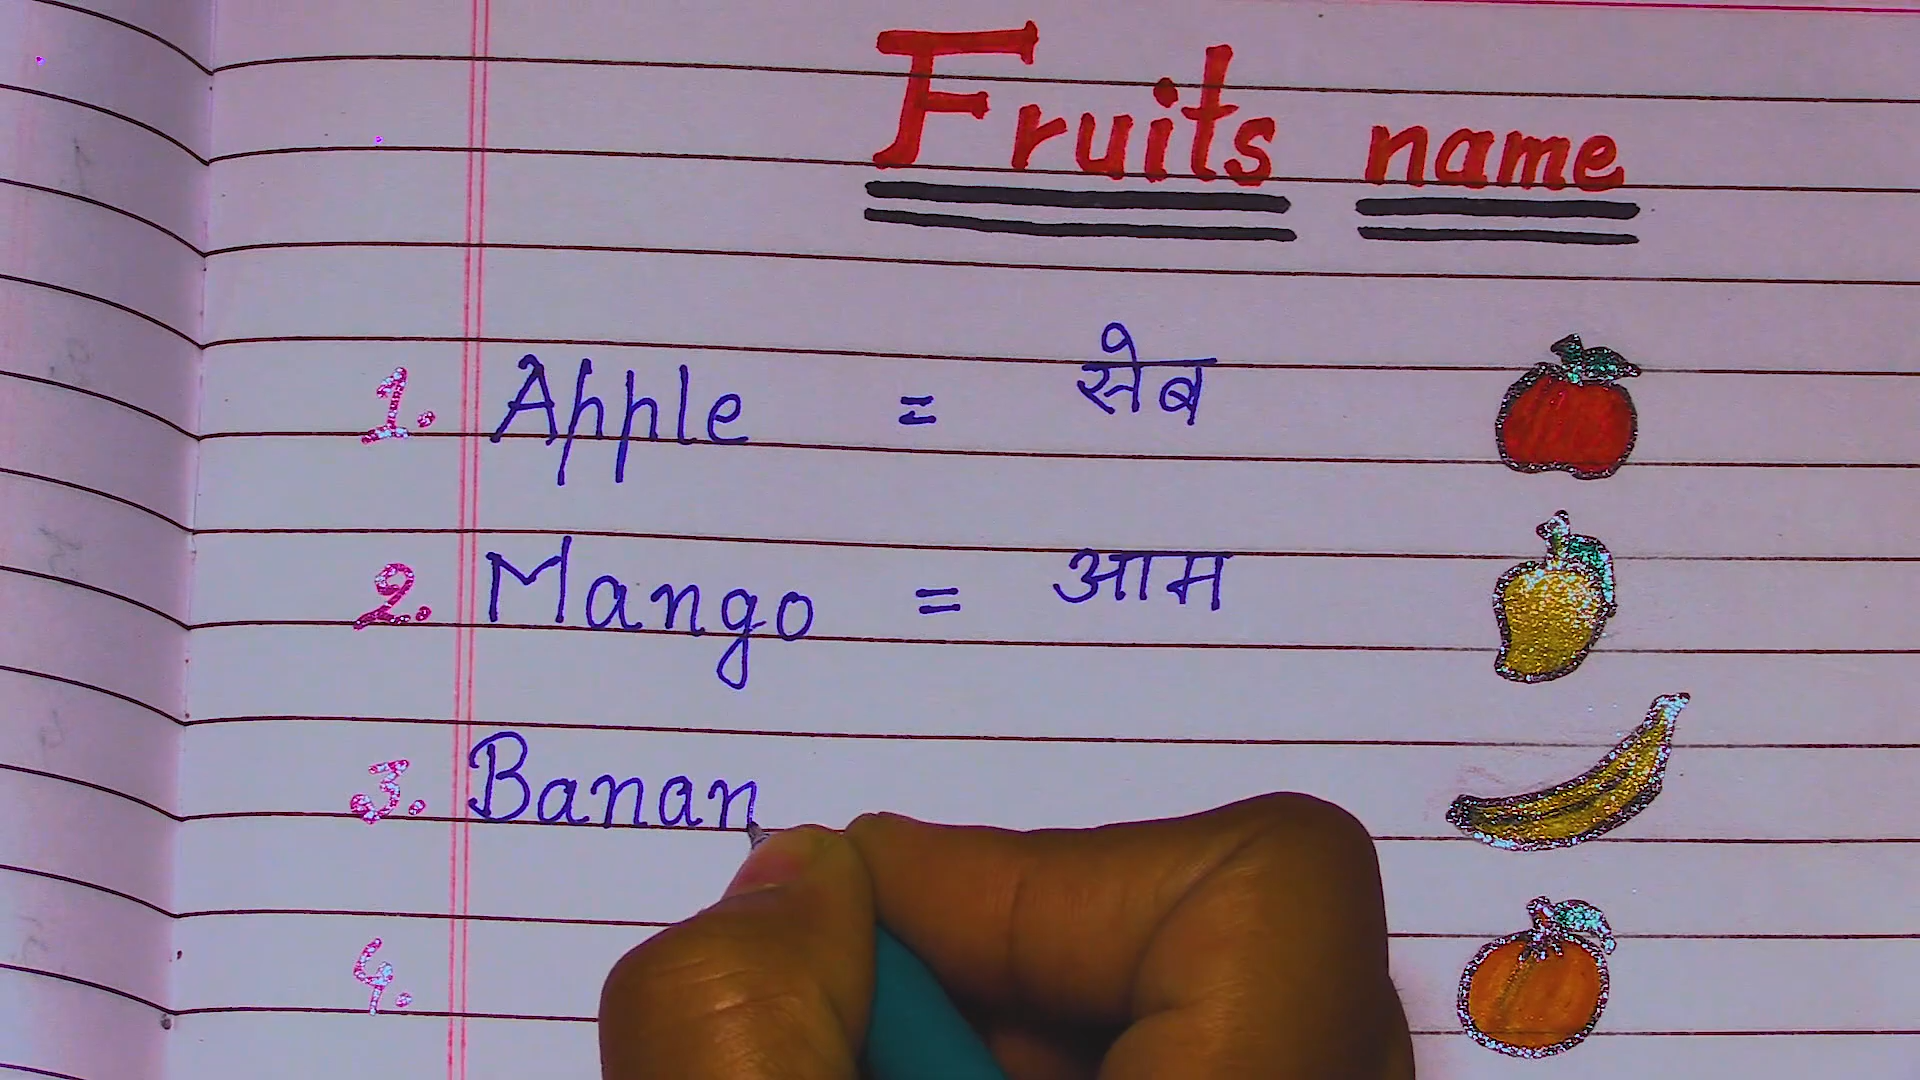 Fruits name
1. Apple = सेब
2. Mango = आम
3. Banan
4.